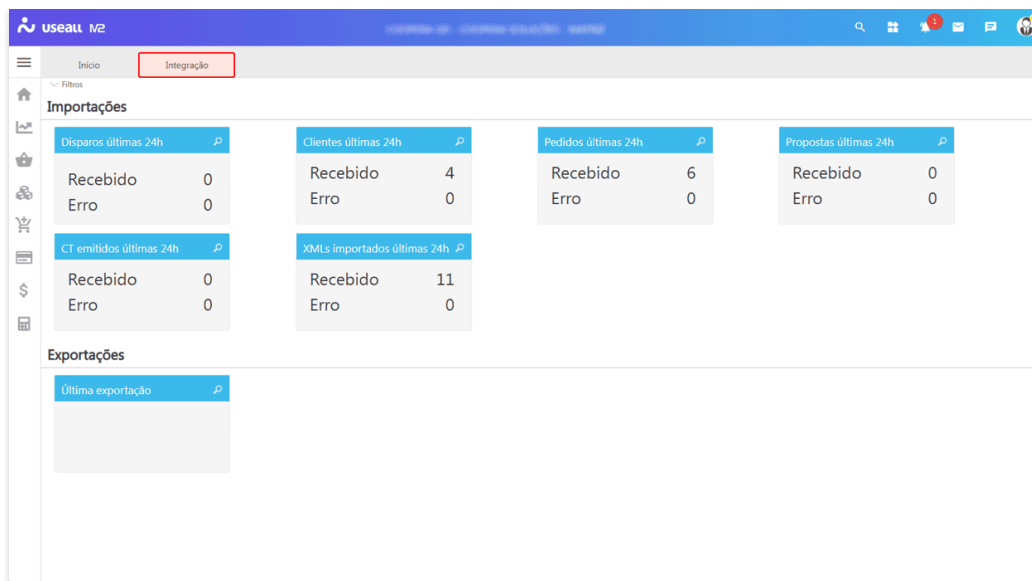 useall M2
1
Início
Integração
Filtros
Importações
Disparos últimas 24h
Recebido 0
Erro 0
Clientes últimas 24h
Recebido 4
Erro 0
Pedidos últimas 24h
Recebido 6
Erro 0
Propostas últimas 24h
Recebido 0
Erro 0
CT emitidos últimas 24h
Recebido 0
Erro 0
XMLs importados últimas 24h
Recebido 11
Erro 0
Exportações
Última exportação